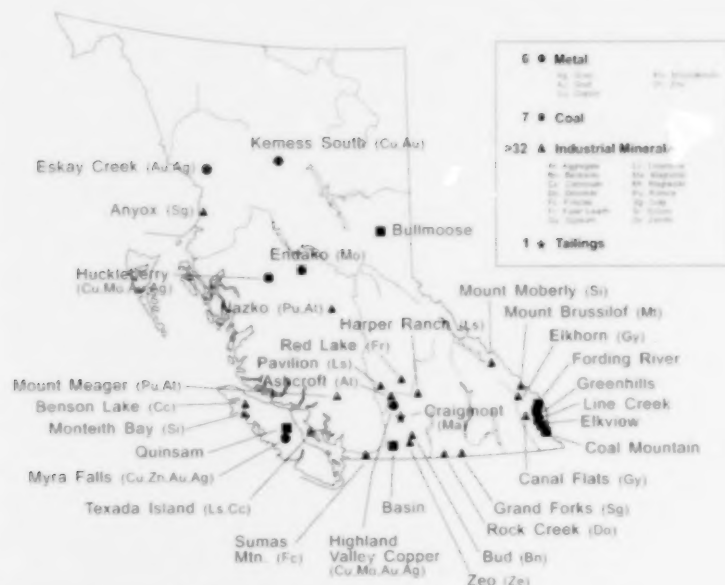 6 Metal
7 Coal
>32 Industrial Mineral
1 Tailings
Kemess South (Cu.Au)
Eskay Creek (Au.Ag)
Anyox (Sg)
Bullmoose
Endako (Mo)
Huckleberry
(Cu.Mo.Au.Ag)
Nazko (Pu.At)
Mount Moberly (Si)
Mount Brussilof (Mt)
Harper Ranch (Ls)
Elkhorn (Gy)
Red Lake (Fr)
Fording River
Pavilion (Ls)
Greenhills
Mount Meager (Pu.At)
Ashcroft (Al)
Line Creek
Benson Lake (Cc)
Craigmont
(Ma)
Elkview
Monteith Bay (Si)
Coal Mountain
Quinsam
Canal Flats (Gy)
Myra Falls (Cu.Zn.Au.Ag)
Texada Island (Ls.Cc)
Basin
Grand Forks (Sg)
Sumas
Mtn. (Fc)
Highland
Valley Copper
(Cu.Mo.Au.Ag)
Rock Creek (Do)
Bud (Bn)
Zeo (Ze)